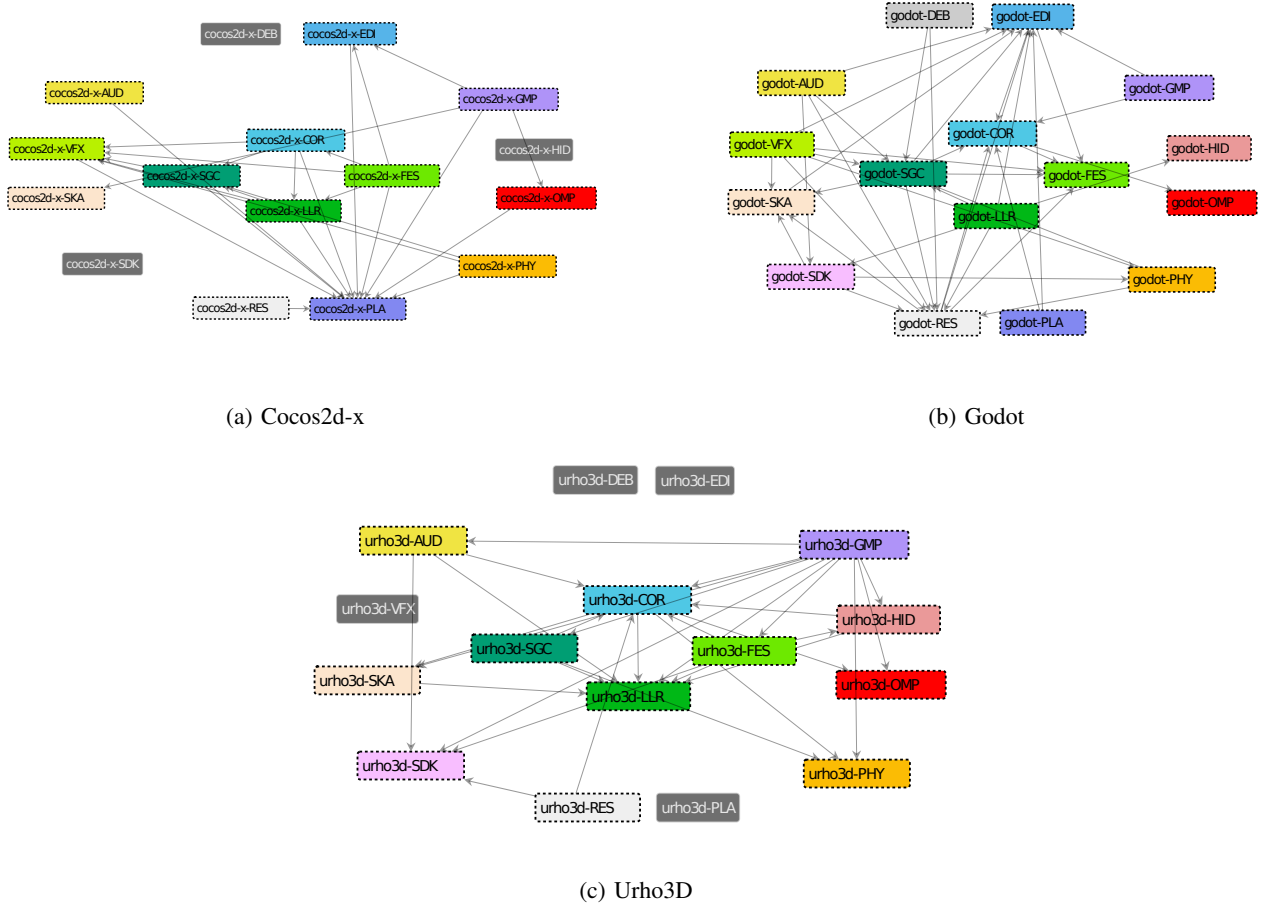 cocos2d-x-DEB
cocos2d-x-EDI
cocos2d-x-AUD
cocos2d-x-GMP
cocos2d-x-VFX
cocos2d-x-COR
cocos2d-x-HID
cocos2d-x-SGC
cocos2d-x-FES
cocos2d-x-SKA
cocos2d-x-LLR
cocos2d-x-OMP
cocos2d-x-SDK
cocos2d-x-PHY
cocos2d-x-RES
cocos2d-x-PLA
(a) Cocos2d-x
godot-DEB
godot-EDI
godot-AUD
godot-GMP
godot-VFX
godot-COR
godot-HID
godot-SGC
godot-FES
godot-SKA
godot-LLR
godot-OMP
godot-SDK
godot-PHY
godot-RES
godot-PLA
(b) Godot
urho3d-DEB
urho3d-EDI
urho3d-AUD
urho3d-GMP
urho3d-VFX
urho3d-COR
urho3d-HID
urho3d-SGC
urho3d-FES
urho3d-SKA
urho3d-LLR
urho3d-OMP
urho3d-SDK
urho3d-PHY
urho3d-RES
urho3d-PLA
(c) Urho3D